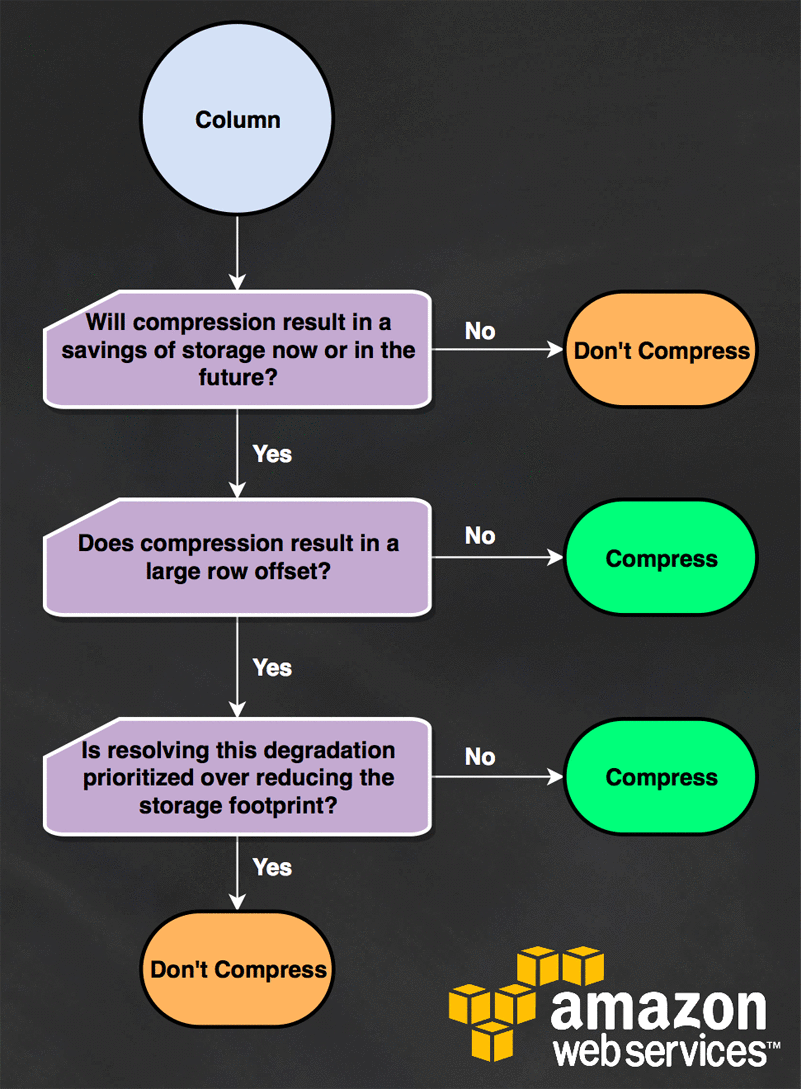 Column
Will compression result in a
savings of storage now or in the
future?
No
Don't Compress
Yes
Does compression result in a
large row offset?
No
Compress
Yes
Is resolving this degradation
prioritized over reducing the
storage footprint?
No
Compress
Yes
Don't Compress
amazon
web services™